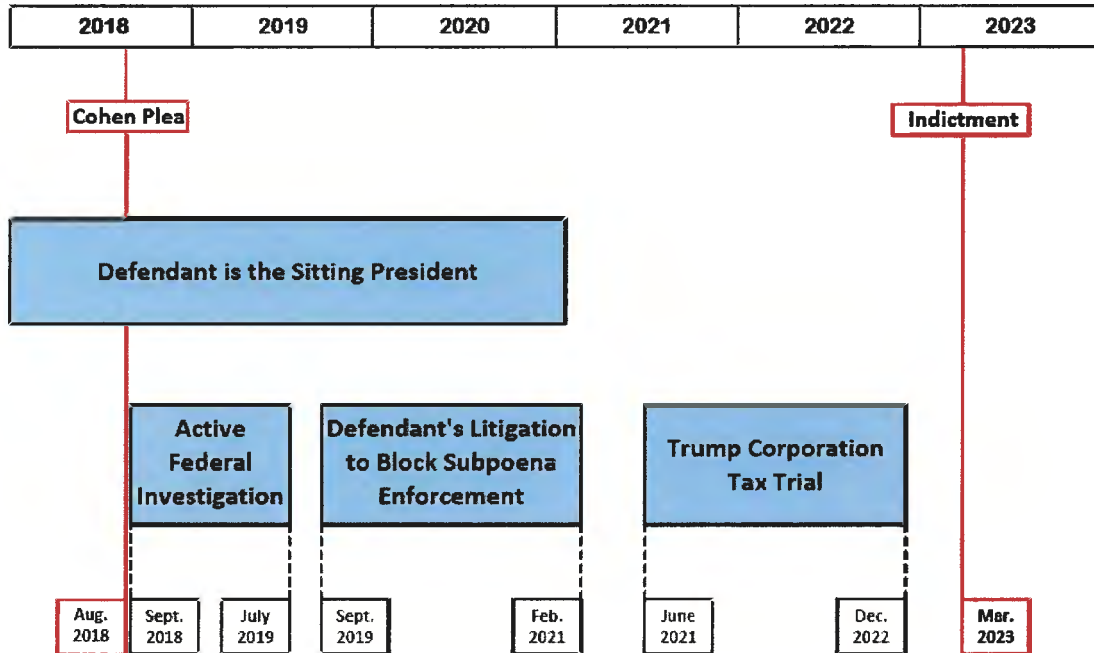 2018 2019 2020 2021 2022 2023
Cohen Plea
Indictment
Defendant is the Sitting President
Active
Federal
Investigation
Defendant's Litigation
to Block Subpoena
Enforcement
Trump Corporation
Tax Trial
Aug.
2018
Sept.
2018
July
2019
Sept.
2019
Feb.
2021
June
2021
Dec.
2022
Mar.
2023